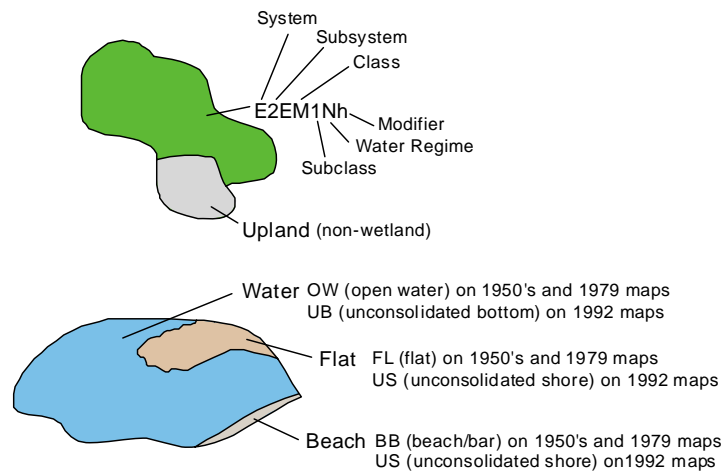 System
Subsystem
Class
E2EM1Nh
Modifier
Water Regime
Subclass
Upland (non-wetland)
Water OW (open water) on 1950's and 1979 maps
UB (unconsolidated bottom) on 1992 maps
Flat FL (flat) on 1950's and 1979 maps
US (unconsolidated shore) on 1992 maps
Beach BB (beach/bar) on 1950's and 1979 maps
US (unconsolidated shore) on1992 maps